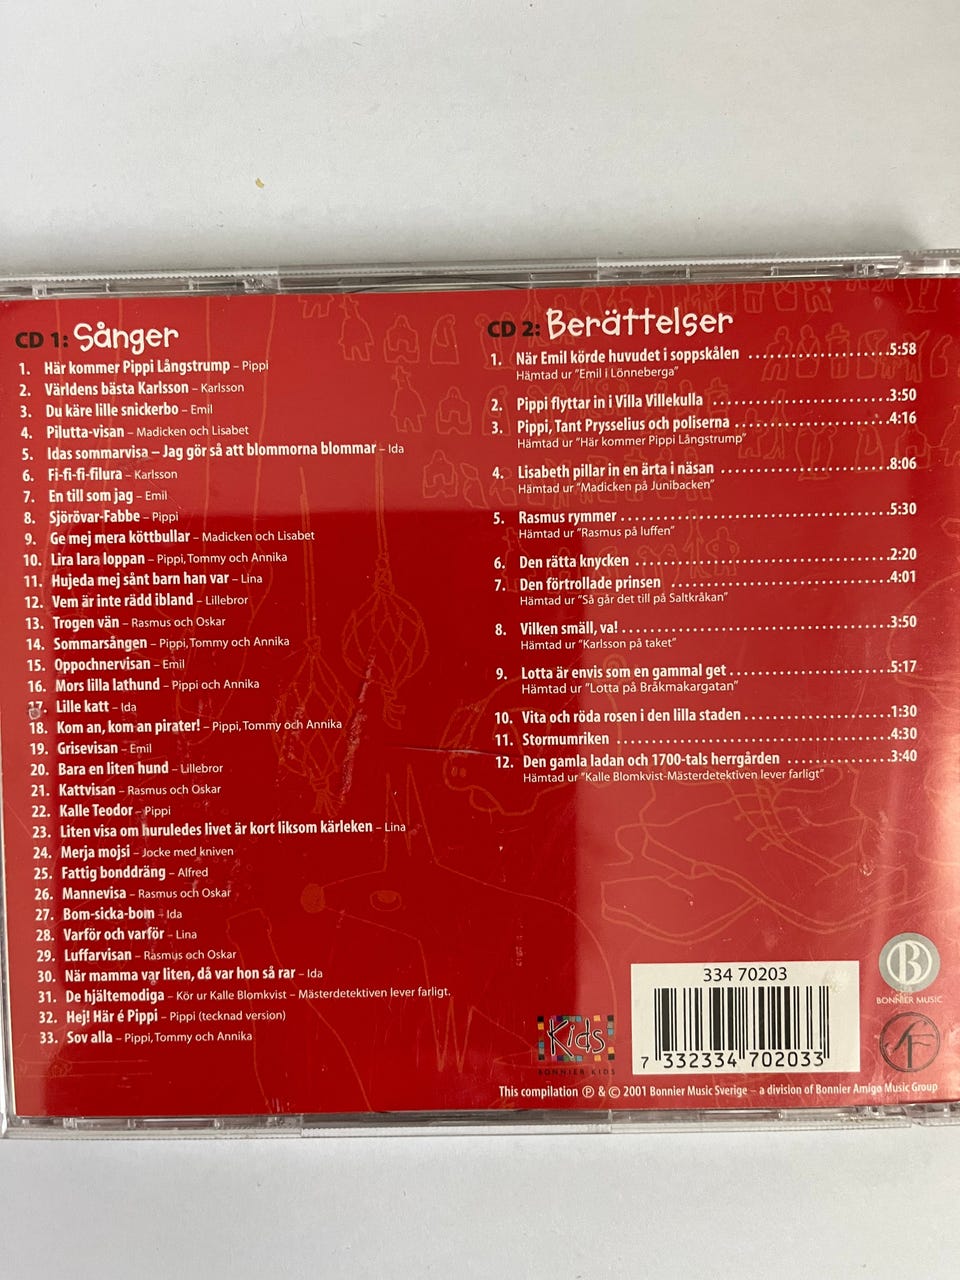 CD 1: Sånger
1. Här kommer Pippi Långstrump – Pippi
2. Världens bästa Karlsson – Karlsson
3. Du käre lille snickerbo – Emil
4. Pilutta-visan – Madicken och Lisabet
5. Idas sommarvisa – Jag gör så att blommorna blommar – Ida
6. Fi-fi-fi-filura – Karlsson
7. En till som jag – Emil
8. Sjörövar-Fabbe – Pippi
9. Ge mej mera köttbullar – Madicken och Lisabet
10. Lira lara loppan – Pippi, Tommy och Annika
11. Hujeda mej sånt barn han var – Lina
12. Vem är inte rädd ibland – Lillebror
13. Trogen vän – Rasmus och Oskar
14. Sommarsången – Pippi, Tommy och Annika
15. Oppochnervisan – Emil
16. Mors lilla lathund – Pippi och Annika
17. Lille katt – Ida
18. Kom an, kom an pirater! – Pippi, Tommy och Annika
19. Grisevisan – Emil
20. Bara en liten hund – Lillebror
21. Kattvisan – Rasmus och Oskar
22. Kalle Teodor – Pippi
23. Liten visa om huruledes livet är kort liksom kärleken – Lina
24. Merja mojsi – Jocke med kniven
25. Fattig bonddräng – Alfred
26. Mannevisa – Rasmus och Oskar
27. Bom-sicka-bom – Ida
28. Varför och varför – Lina
29. Luffarvisan – Rasmus och Oskar
30. När mamma var liten, då var hon så rar – Ida
31. De hjältemodiga – Kör ur Kalle Blomkvist – Mästerdetektiven lever farligt.
32. Hej! Här é Pippi – Pippi (tecknad version)
33. Sov alla – Pippi, Tommy och Annika
CD 2: Berättelser
1. När Emil körde huvudet i soppskålen ....................5:58
Hämtad ur "Emil i Lönneberga"
2. Pippi flyttar in i Villa Villekulla ....................3:50
3. Pippi, Tant Prysselius och poliserna ....................4:16
Hämtad ur "Här kommer Pippi Långstrump"
4. Lisabeth pillar in en ärta i näsan ....................8:06
Hämtad ur "Madicken på Junibacken"
5. Rasmus rymmer ....................5:30
Hämtad ur "Rasmus på luffen"
6. Den rätta knycken ....................2:20
7. Den förtrollade prinsen ....................4:01
Hämtad ur "Så går det till på Saltkråkan"
8. Vilken smäll, va! ....................3:50
Hämtad ur "Karlsson på taket"
9. Lotta är envis som en gammal get ....................5:17
Hämtad ur "Lotta på Bråkmakargatan"
10. Vita och röda rosen i den lilla staden ....................1:30
11. Stormumriken ....................4:30
12. Den gamla ladan och 1700-tals herrgården ....................3:40
Hämtad ur "Kalle Blomkvist-Mästerdetektiven lever farligt"
Kids
BONNIER KIDS
334 70203
7 332334 702033
B
BONNIER MUSIC
SF
This compilation ℗ & © 2001 Bonnier Music Sverige – a division of Bonnier Amigo Music Group